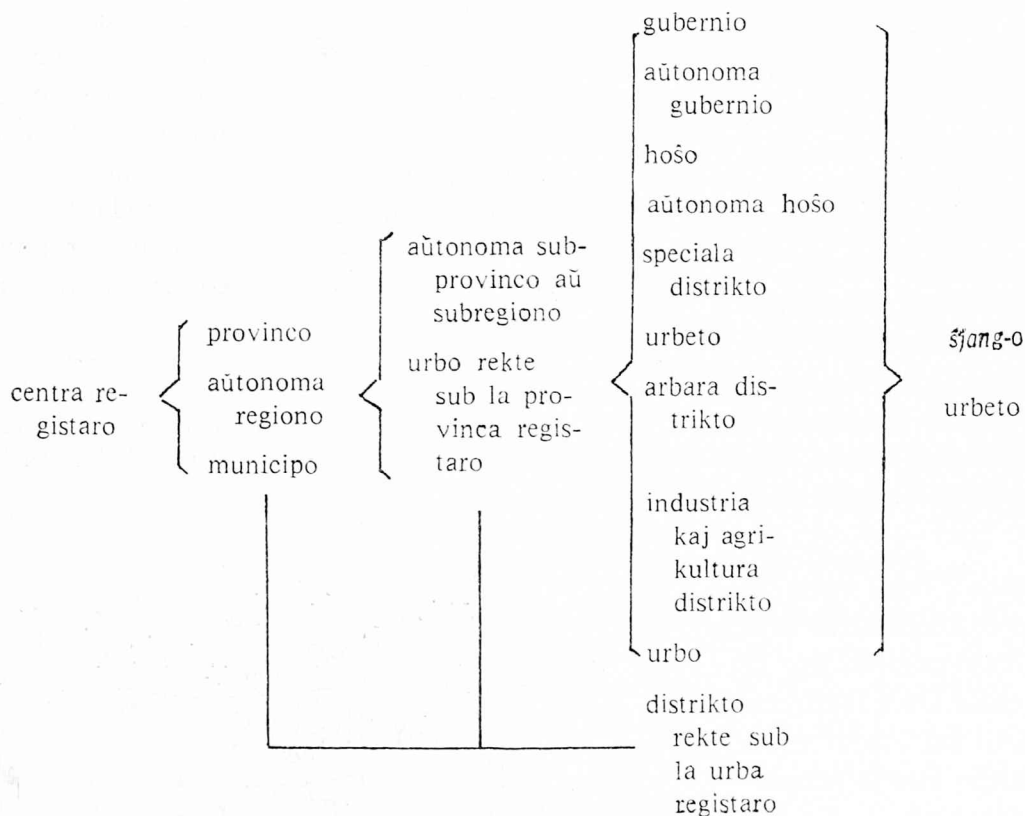 centra re-
gistaro
provinco
aŭtonoma
regiono
municipo
aŭtonoma sub-
provinco aŭ
subregiono
urbo rekte
sub la pro-
vinca regis-
taro
gubernio
aŭtonoma
gubernio
hoŝo
aŭtonoma hoŝo
speciala
distrikto
urbeto
arbara dis-
trikto
industria
kaj agri-
kultura
distrikto
urbo
distrikto
rekte sub
la urba
registaro
ŝjang-o
urbeto